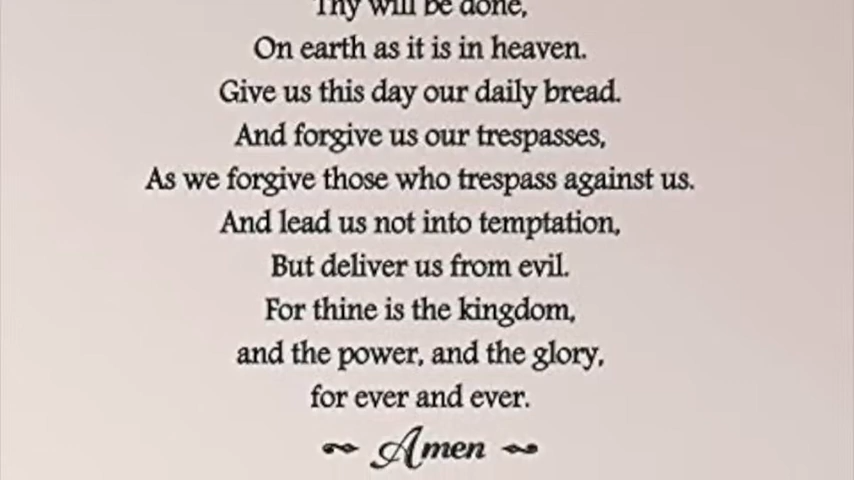 Thy will be done,
On earth as it is in heaven.
Give us this day our daily bread.
And forgive us our trespasses,
As we forgive those who trespass against us.
And lead us not into temptation,
But deliver us from evil.
For thine is the kingdom,
and the power, and the glory,
for ever and ever.
Amen